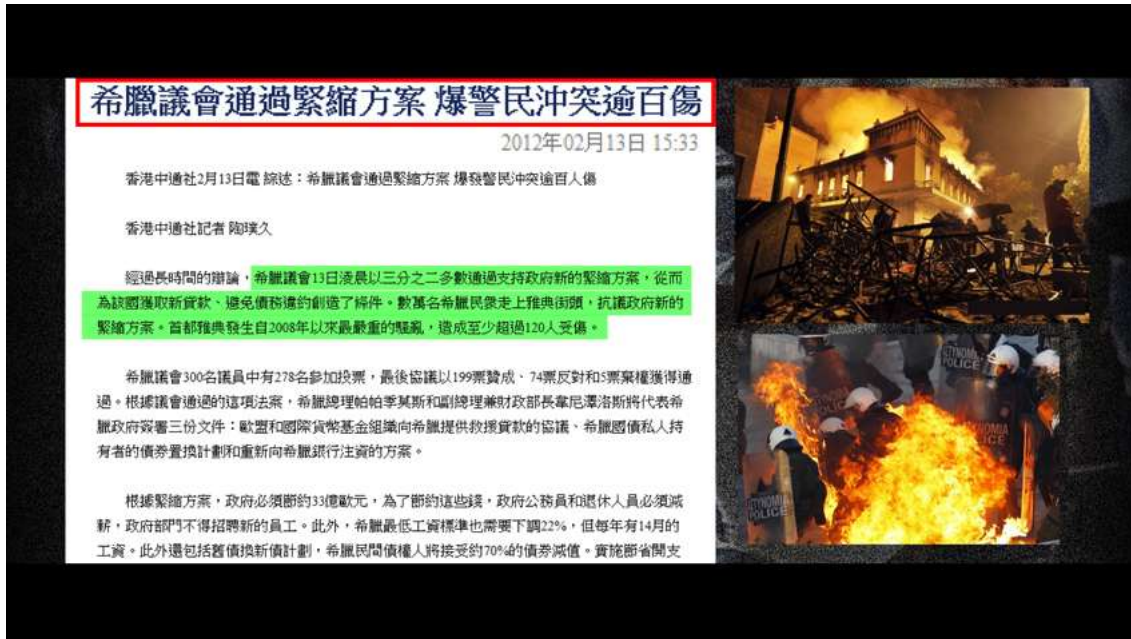 希臘議會通過緊縮方案 爆警民沖突逾百傷
2012年02月13日 15:33
香港中通社2月13日電 綜述：希臘議會通過緊縮方案 爆發警民沖突逾百人傷
香港中通社記者 陶璞久
經過長時間的辯論，希臘議會13日淩晨以三分之二多數通過支持政府新的緊縮方案，從而
為該國獲取新貸款、避免債務違約創造了條件。數萬名希臘民衆走上雅典街頭，抗議政府新的
緊縮方案。首都雅典發生自2008年以來最嚴重的騷亂，造成至少超過120人受傷。
希臘議會300名議員中有278名參加投票，最後協議以199票贊成、74票反對和5票棄權獲得通
過。根據議會通過的這項法案，希臘總理帕帕季莫斯和副總理兼財政部長韋尼澤洛斯將代表希
臘政府簽署三份文件：歐盟和國際貨幣基金組織向希臘提供救援貸款的協議、希臘國債私人持
有者的債券置換計劃和重新向希臘銀行注資的方案。
根據緊縮方案，政府必須節約33億歐元，為了節約這些錢，政府公務員和退休人員必須減
薪，政府部門不得招聘新的員工。此外，希臘最低工資標準也需要下調22%，但每年有14月的
工資。此外還包括舊債換新債計劃，希臘民間債權人將接受約70%的債券減值。實施節省開支
POLICE
POLICE